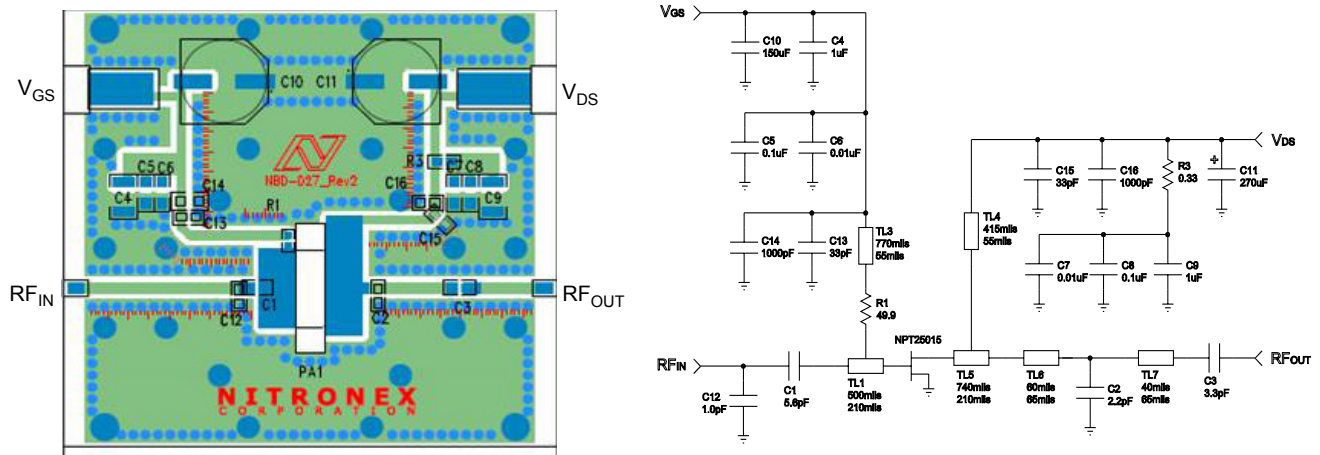 VGS
VDS
C10 C11
R3
C5 C6
C7 C8
NBD-027_Rev2
C14
C4
C16
C9
R1
C13
C15
RFIN
RFOUT
C1
C12
C2
C3
PA1
NITRONEX
CORPORATION
VGS
C10
150uF
C4
1uF
C5
0.1uF
C6
0.01uF
C14
1000pF
C13
33pF
TL3
770mils
55mils
R1
49.9
RFIN
C12
1.0pF
C1
5.6pF
TL1
500mils
210mils
NPT25015
VDS
C15
33pF
C16
1000pF
R3
0.33
+
C11
270uF
TL4
415mils
55mils
C7
0.01uF
C8
0.1uF
C9
1uF
TL5
740mils
210mils
TL6
60mils
65mils
C2
2.2pF
TL7
40mils
65mils
C3
3.3pF
RFOUT